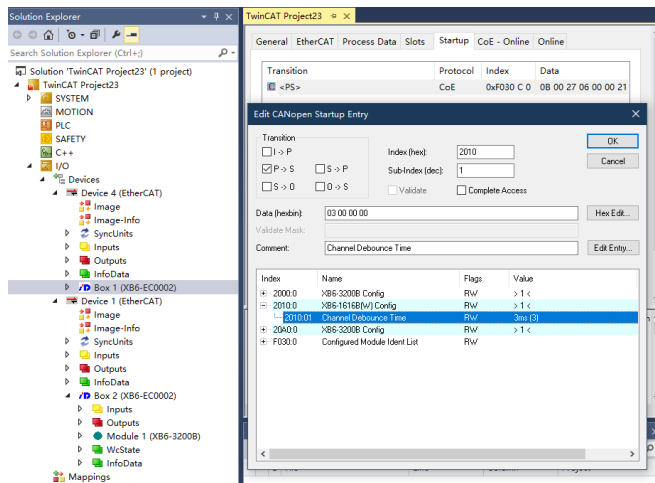 Solution Explorer
Search Solution Explorer (Ctrl+;)
Solution 'TwinCAT Project23' (1 project)
TwinCAT Project23
SYSTEM
MOTION
PLC
SAFETY
C++
I/O
Devices
Device 4 (EtherCAT)
Image
Image-Info
SyncUnits
Inputs
Outputs
InfoData
Box 1 (XB6-EC0002)
Device 1 (EtherCAT)
Image
Image-Info
SyncUnits
Inputs
Outputs
InfoData
Box 2 (XB6-EC0002)
Inputs
Outputs
Module 1 (XB6-3200B)
WcState
InfoData
Mappings
TwinCAT Project23
General EtherCAT Process Data Slots Startup CoE - Online Online
Transition Protocol Index Data
<PS> CoE 0xF030 C 0 0B 00 27 06 00 00 21
Edit CANopen Startup Entry
Transition
I -> P
P -> S S -> P
S -> O O -> S
Index (hex): 2010
Sub-Index (dec): 1
Validate Complete Access
OK
Cancel
Data (hexbin): 03 00 00 00 Hex Edit...
Validate Mask:
Comment: Channel Debounce Time Edit Entry...
Index Name Flags Value
2000:0 XB6-3200B Config RW > 1 <
2010:0 XB6-1616B(W) Config RW > 1 <
2010:01 Channel Debounce Time RW 3ms (3)
20A0:0 XB6-3200B Config RW > 1 <
F030:0 Configured Module Ident List RW